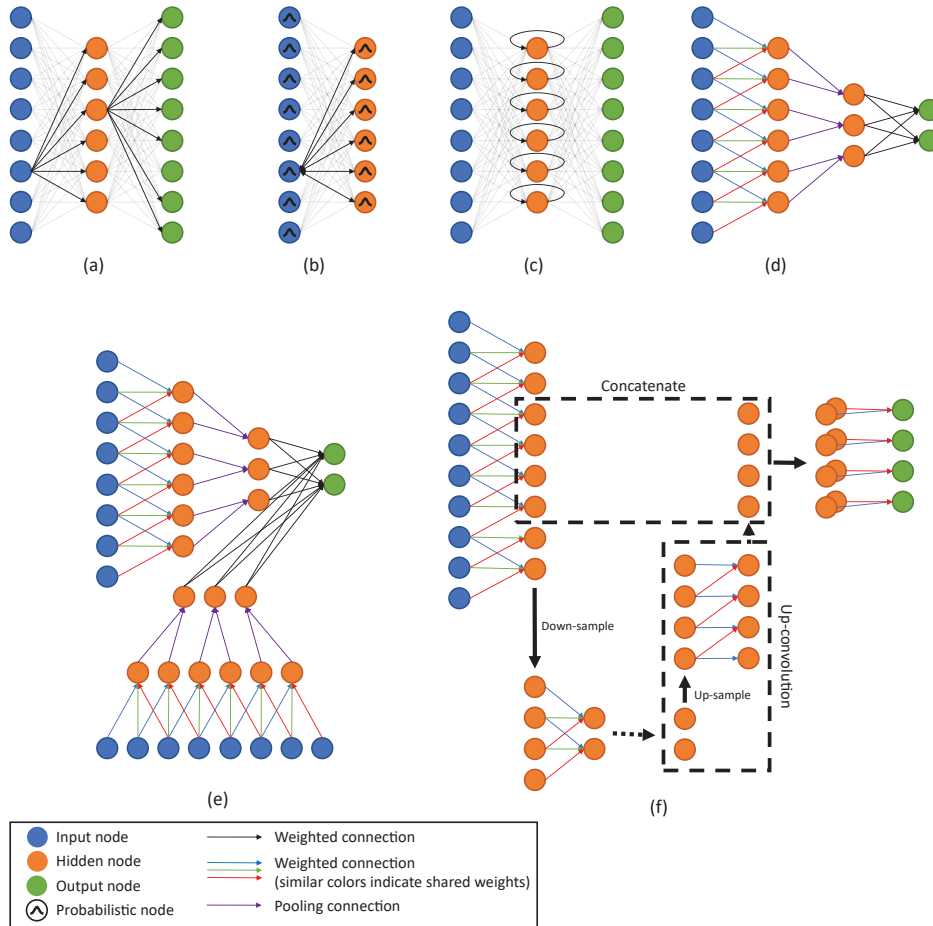 (a)
(b)
(c)
(d)
Concatenate
Down-sample
Up-sample
Up-convolution
(e)
(f)
Input node
Hidden node
Output node
Probabilistic node
Weighted connection
Weighted connection
(similar colors indicate shared weights)
Pooling connection